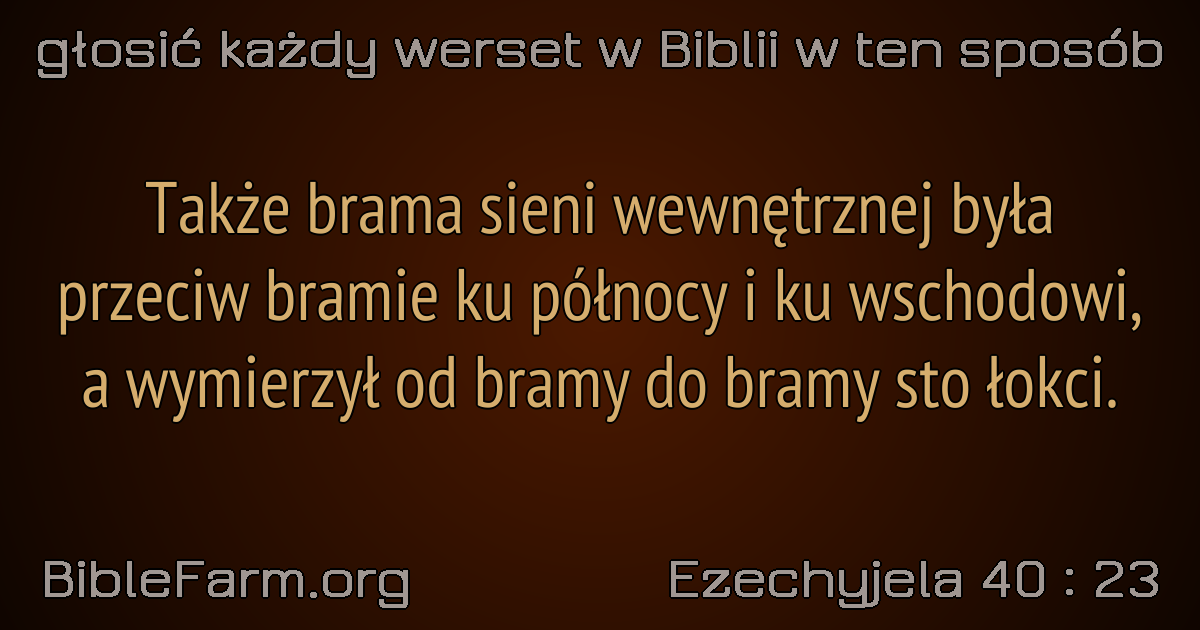 głosić każdy werset w Biblii w ten sposób
Także brama sieni wewnętrznej była
przeciw bramie ku północy i ku wschodowi,
a wymierzył od bramy do bramy sto łokci.
BibleFarm.org
Ezechyjela 40 : 23